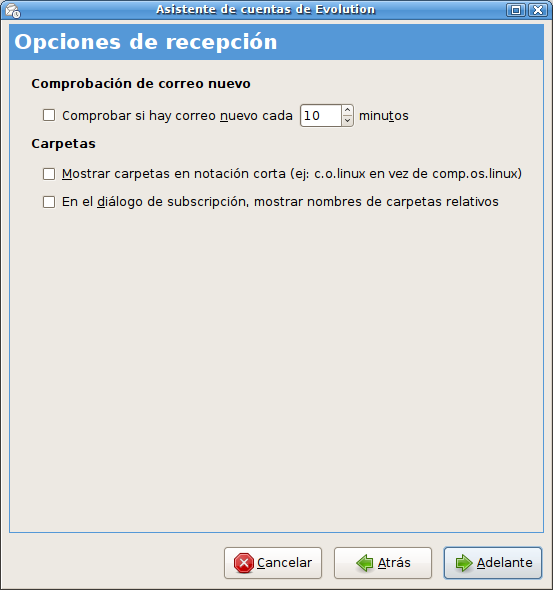 Asistente de cuentas de Evolution
Opciones de recepción
Comprobación de correo nuevo
Comprobar si hay correo nuevo cada 10 minutos
Carpetas
Mostrar carpetas en notación corta (ej: c.o.linux en vez de comp.os.linux)
En el diálogo de subscripción, mostrar nombres de carpetas relativos
Cancelar Atrás Adelante